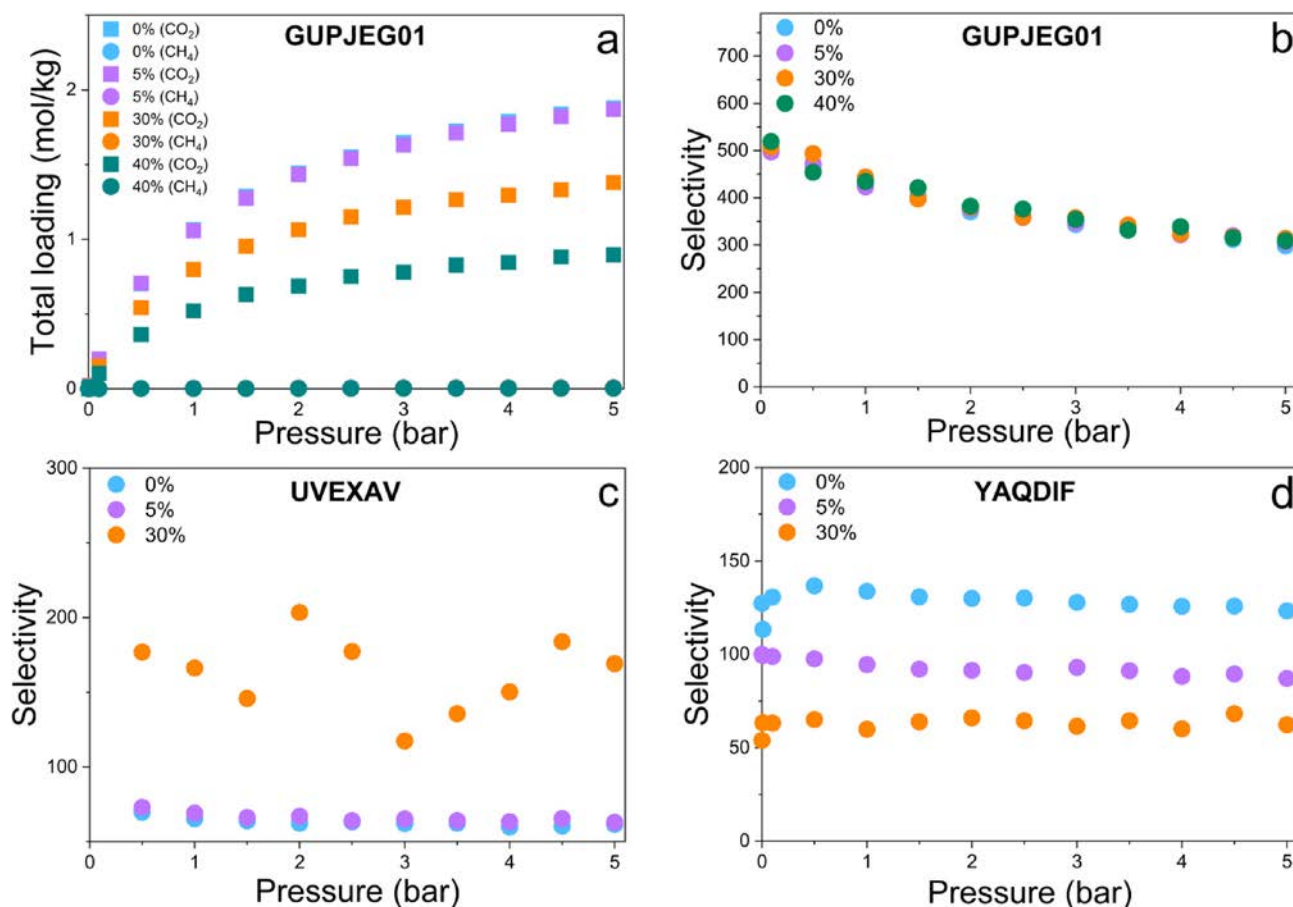 GUPJEG01
a
0% (CO₂)
0% (CH₄)
5% (CO₂)
5% (CH₄)
30% (CO₂)
30% (CH₄)
40% (CO₂)
40% (CH₄)
Total loading (mol/kg)
2
1
0
0 1 2 3 4 5
Pressure (bar)
GUPJEG01
b
0%
5%
30%
40%
Selectivity
700
600
500
400
300
200
100
0
0 1 2 3 4 5
Pressure (bar)
UVEXAV
c
0%
5%
30%
Selectivity
300
200
100
0 1 2 3 4 5
Pressure (bar)
YAQDIF
d
0%
5%
30%
Selectivity
200
150
100
50
0
0 1 2 3 4 5
Pressure (bar)